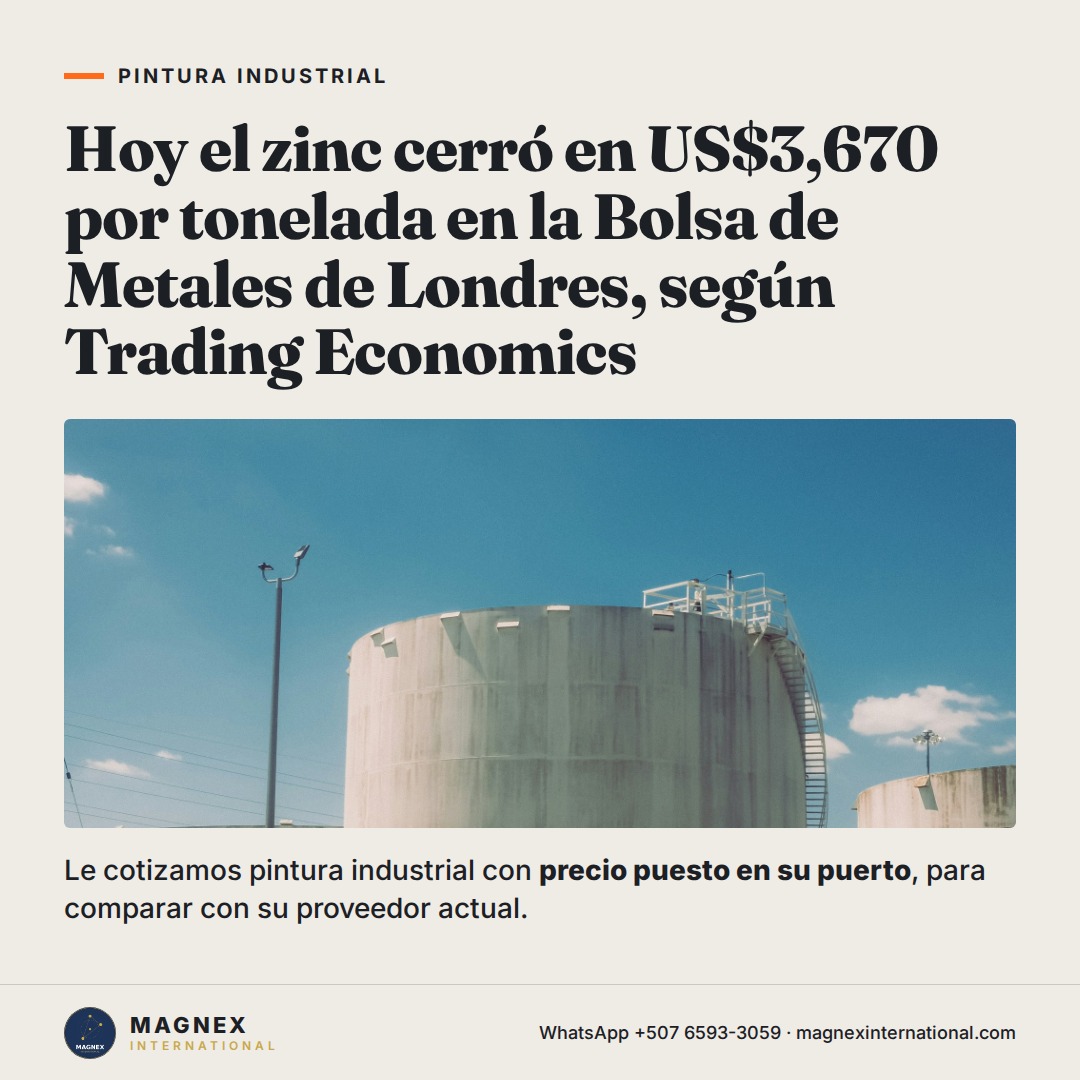 PINTURA INDUSTRIAL
Hoy el zinc cerró en US$3,670
por tonelada en la Bolsa de
Metales de Londres, según
Trading Economics
Le cotizamos pintura industrial con precio puesto en su puerto, para
comparar con su proveedor actual.
MAGNEX
MAGNEX
INTERNATIONAL
WhatsApp +507 6593-3059 · magnexinternational.com